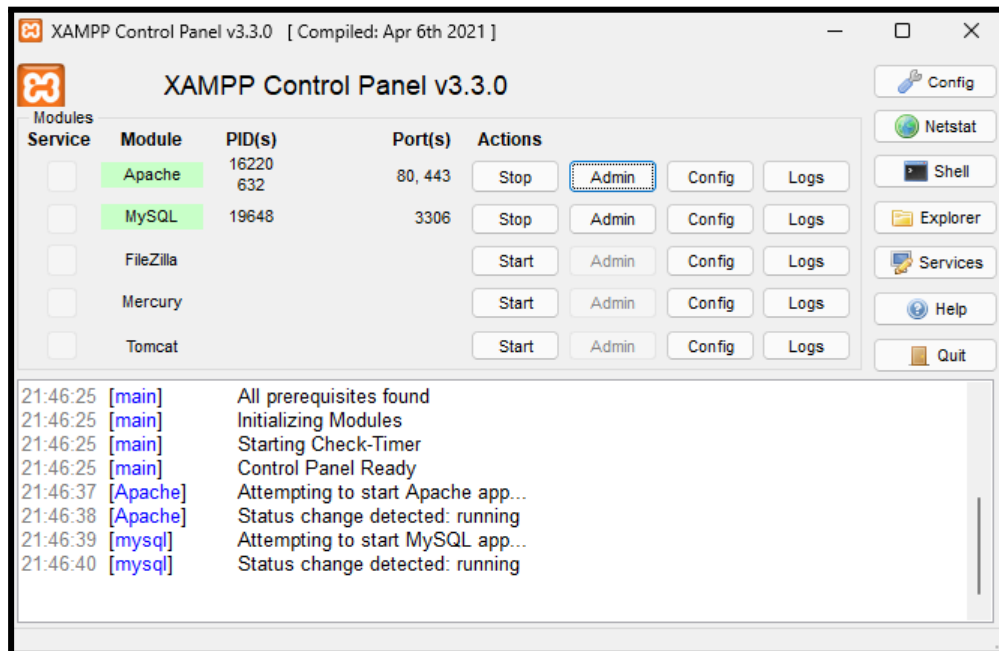 XAMPP Control Panel v3.3.0 [ Compiled: Apr 6th 2021 ]
XAMPP Control Panel v3.3.0
Config
Modules
Service Module PID(s) Port(s) Actions
Netstat
Apache 16220 632 80, 443 Stop Admin Config Logs
Shell
MySQL 19648 3306 Stop Admin Config Logs
Explorer
FileZilla Start Admin Config Logs
Services
Mercury Start Admin Config Logs
Help
Tomcat Start Admin Config Logs
Quit
21:46:25 [main] All prerequisites found
21:46:25 [main] Initializing Modules
21:46:25 [main] Starting Check-Timer
21:46:25 [main] Control Panel Ready
21:46:37 [Apache] Attempting to start Apache app...
21:46:38 [Apache] Status change detected: running
21:46:39 [mysql] Attempting to start MySQL app...
21:46:40 [mysql] Status change detected: running